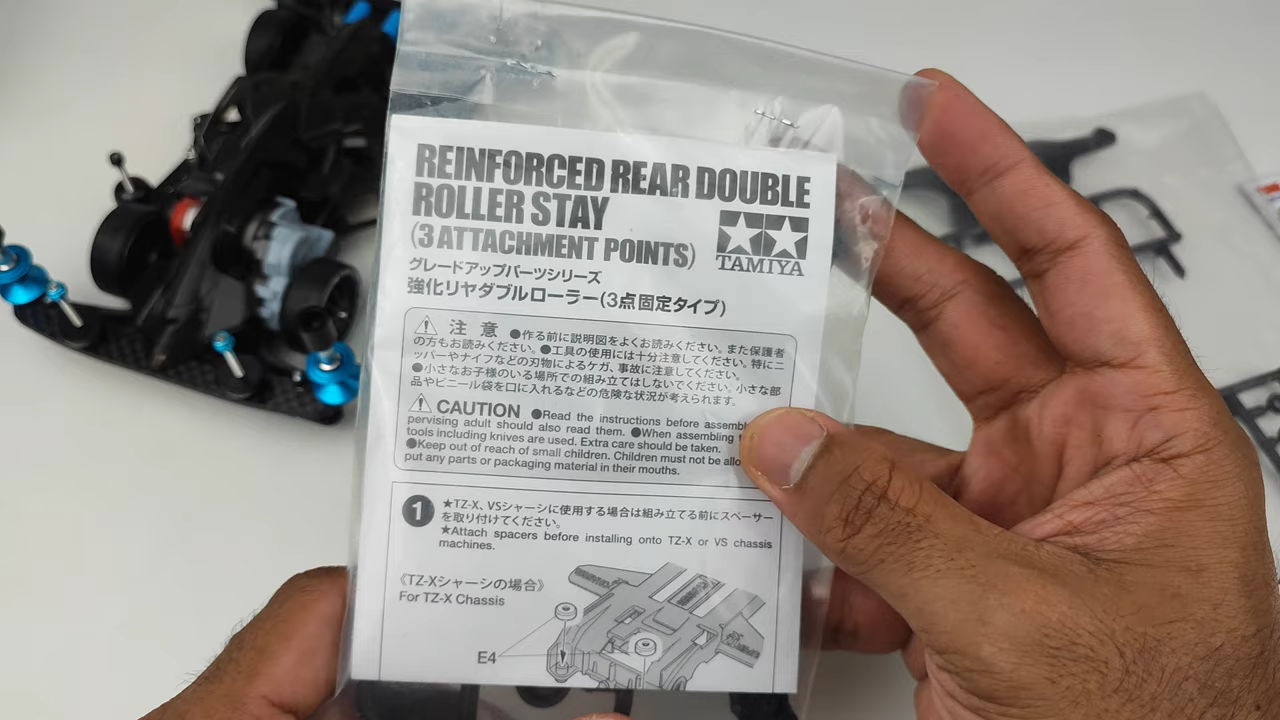 REINFORCED REAR DOUBLE
ROLLER STAY
(3 ATTACHMENT POINTS)
TAMIYA
グレードアップパーツシリーズ
強化リヤダブルローラー(3点固定タイプ)
注意 ●作る前に説明図をよくお読みください。また保護者
の方もお読みください。●工具の使用には十分注意してください。特にニ
ッパーやナイフなどの刃物によるケガ、事故に注意してください。
●小さなお子様のいる場所での組み立てはしないでください。小さな部
品やビニール袋を口に入れるなどの危険な状況が考えられます。
CAUTION ●Read the instructions before
pervising adult should also read them. ●When assembling
tools including knives are used. Extra care should be taken.
●Keep out of reach of small children. Children must not be
put any parts or packaging material in their mouths.
1 ★TZ-X、VSシャーシに使用する場合は組み立てる前にスペーサー
を取り付けてください。
★Attach spacers before installing onto TZ-X or VS chassis
machines.
《TZ-Xシャーシの場合》
For TZ-X Chassis
E4